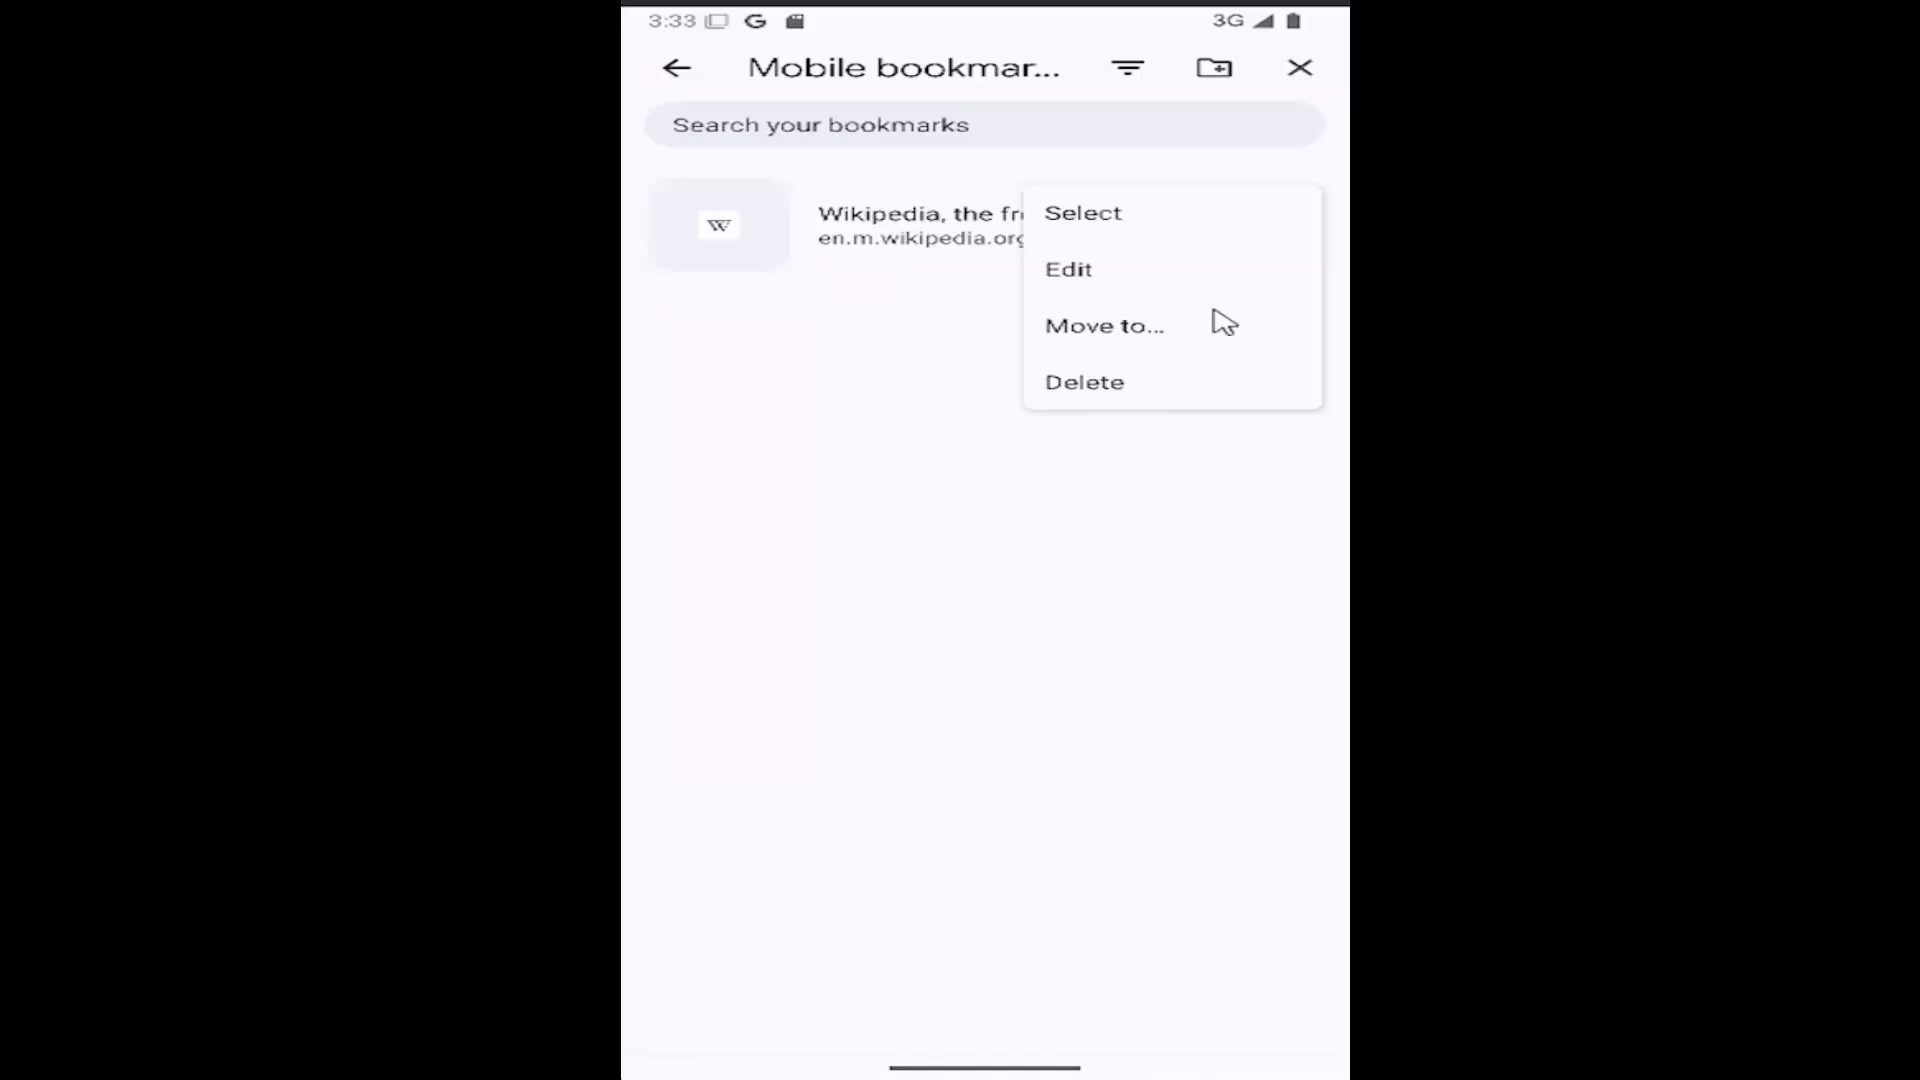 3:33 G 3G
Mobile bookmar...
Search your bookmarks
W
Wikipedia, the fr
en.m.wikipedia.org
Select
Edit
Move to...
Delete